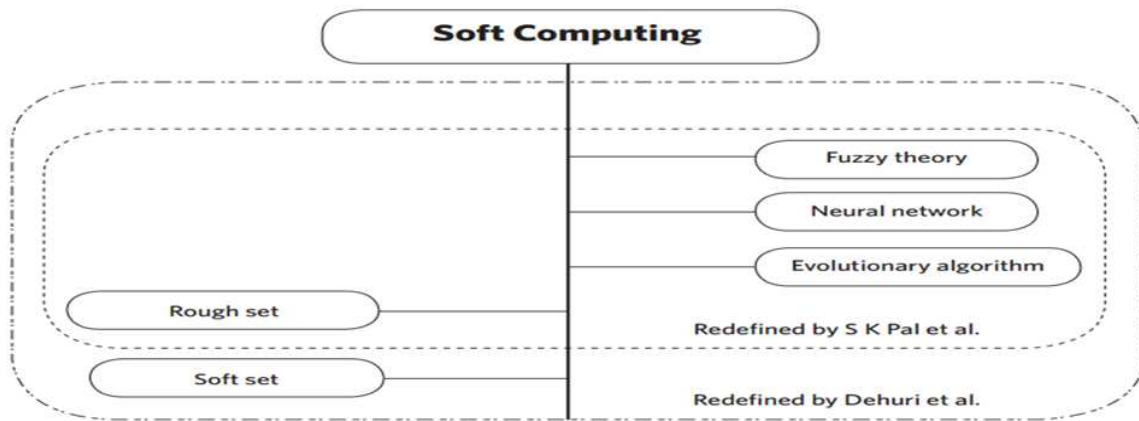 Soft Computing
Fuzzy theory
Neural network
Evolutionary algorithm
Rough set
Redefined by S K Pal et al.
Soft set
Redefined by Dehuri et al.